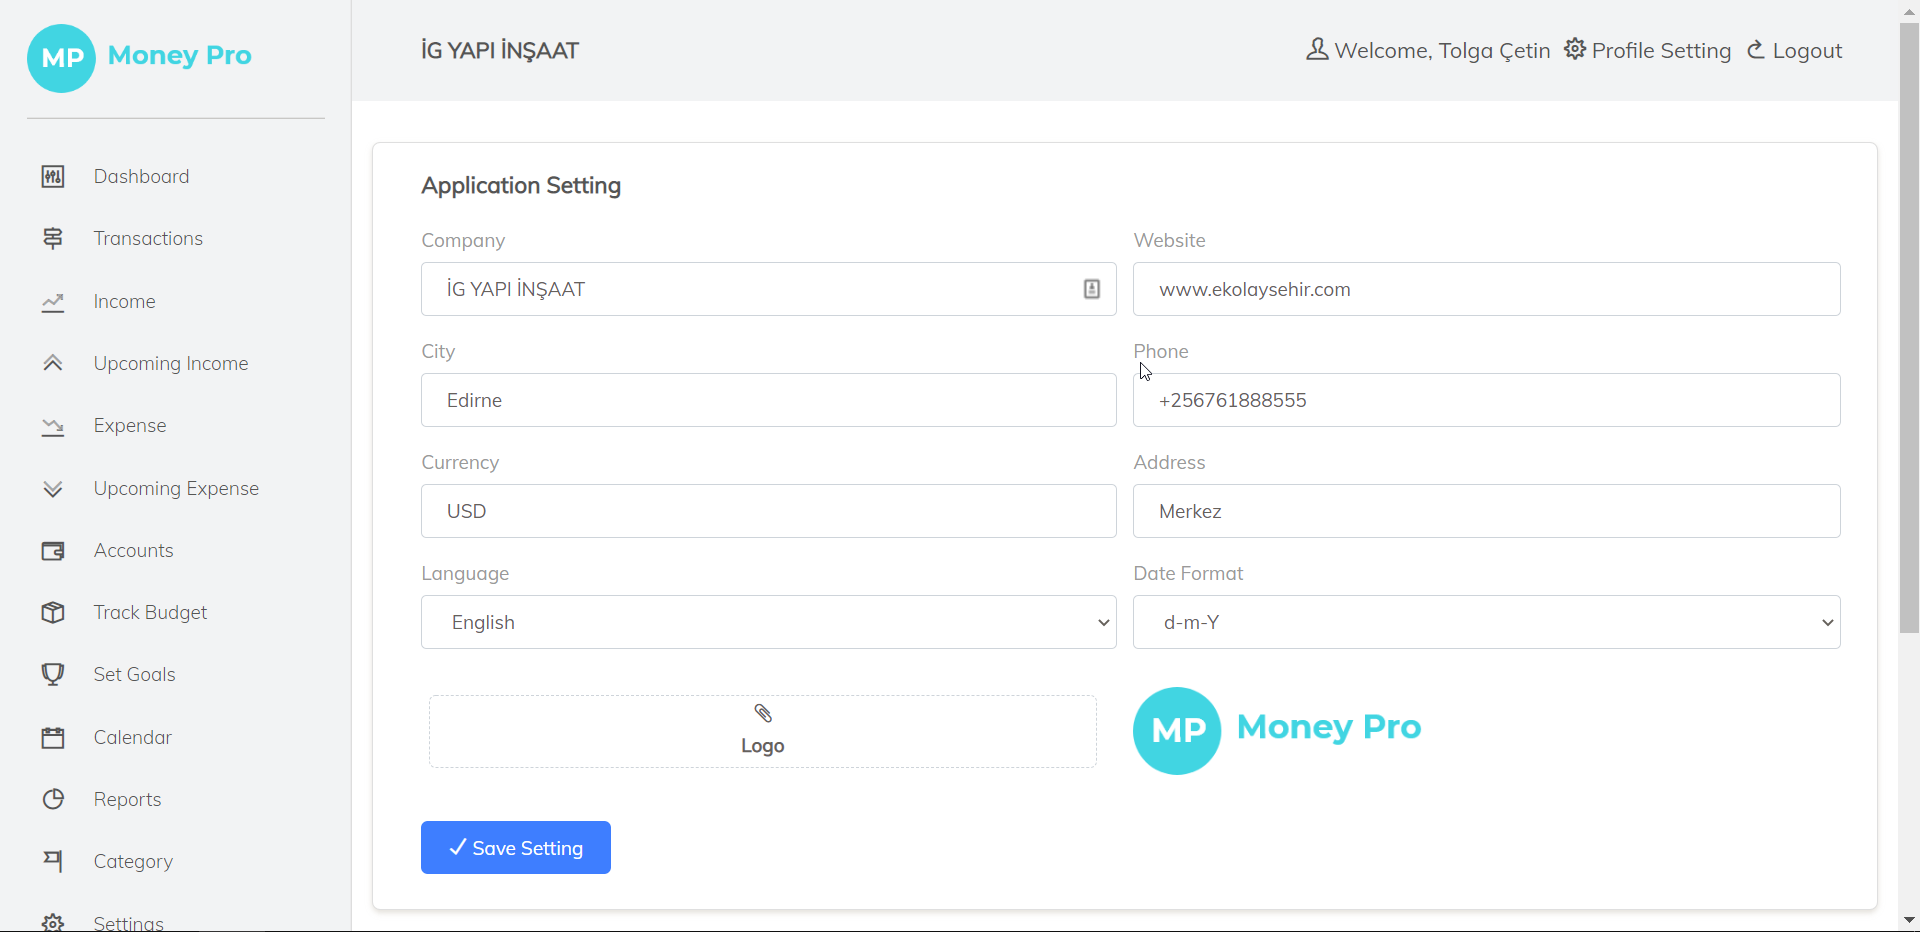 MP Money Pro
İG YAPI İNŞAAT
Welcome, Tolga Çetin Profile Setting Logout
Dashboard
Transactions
Income
Upcoming Income
Expense
Upcoming Expense
Accounts
Track Budget
Set Goals
Calendar
Reports
Category
Settings
Application Setting
Company
İG YAPI İNŞAAT
Website
www.ekolaysehir.com
City
Edirne
Phone
+256761888555
Currency
USD
Address
Merkez
Language
English
Date Format
d-m-Y
Logo
MP Money Pro
Save Setting